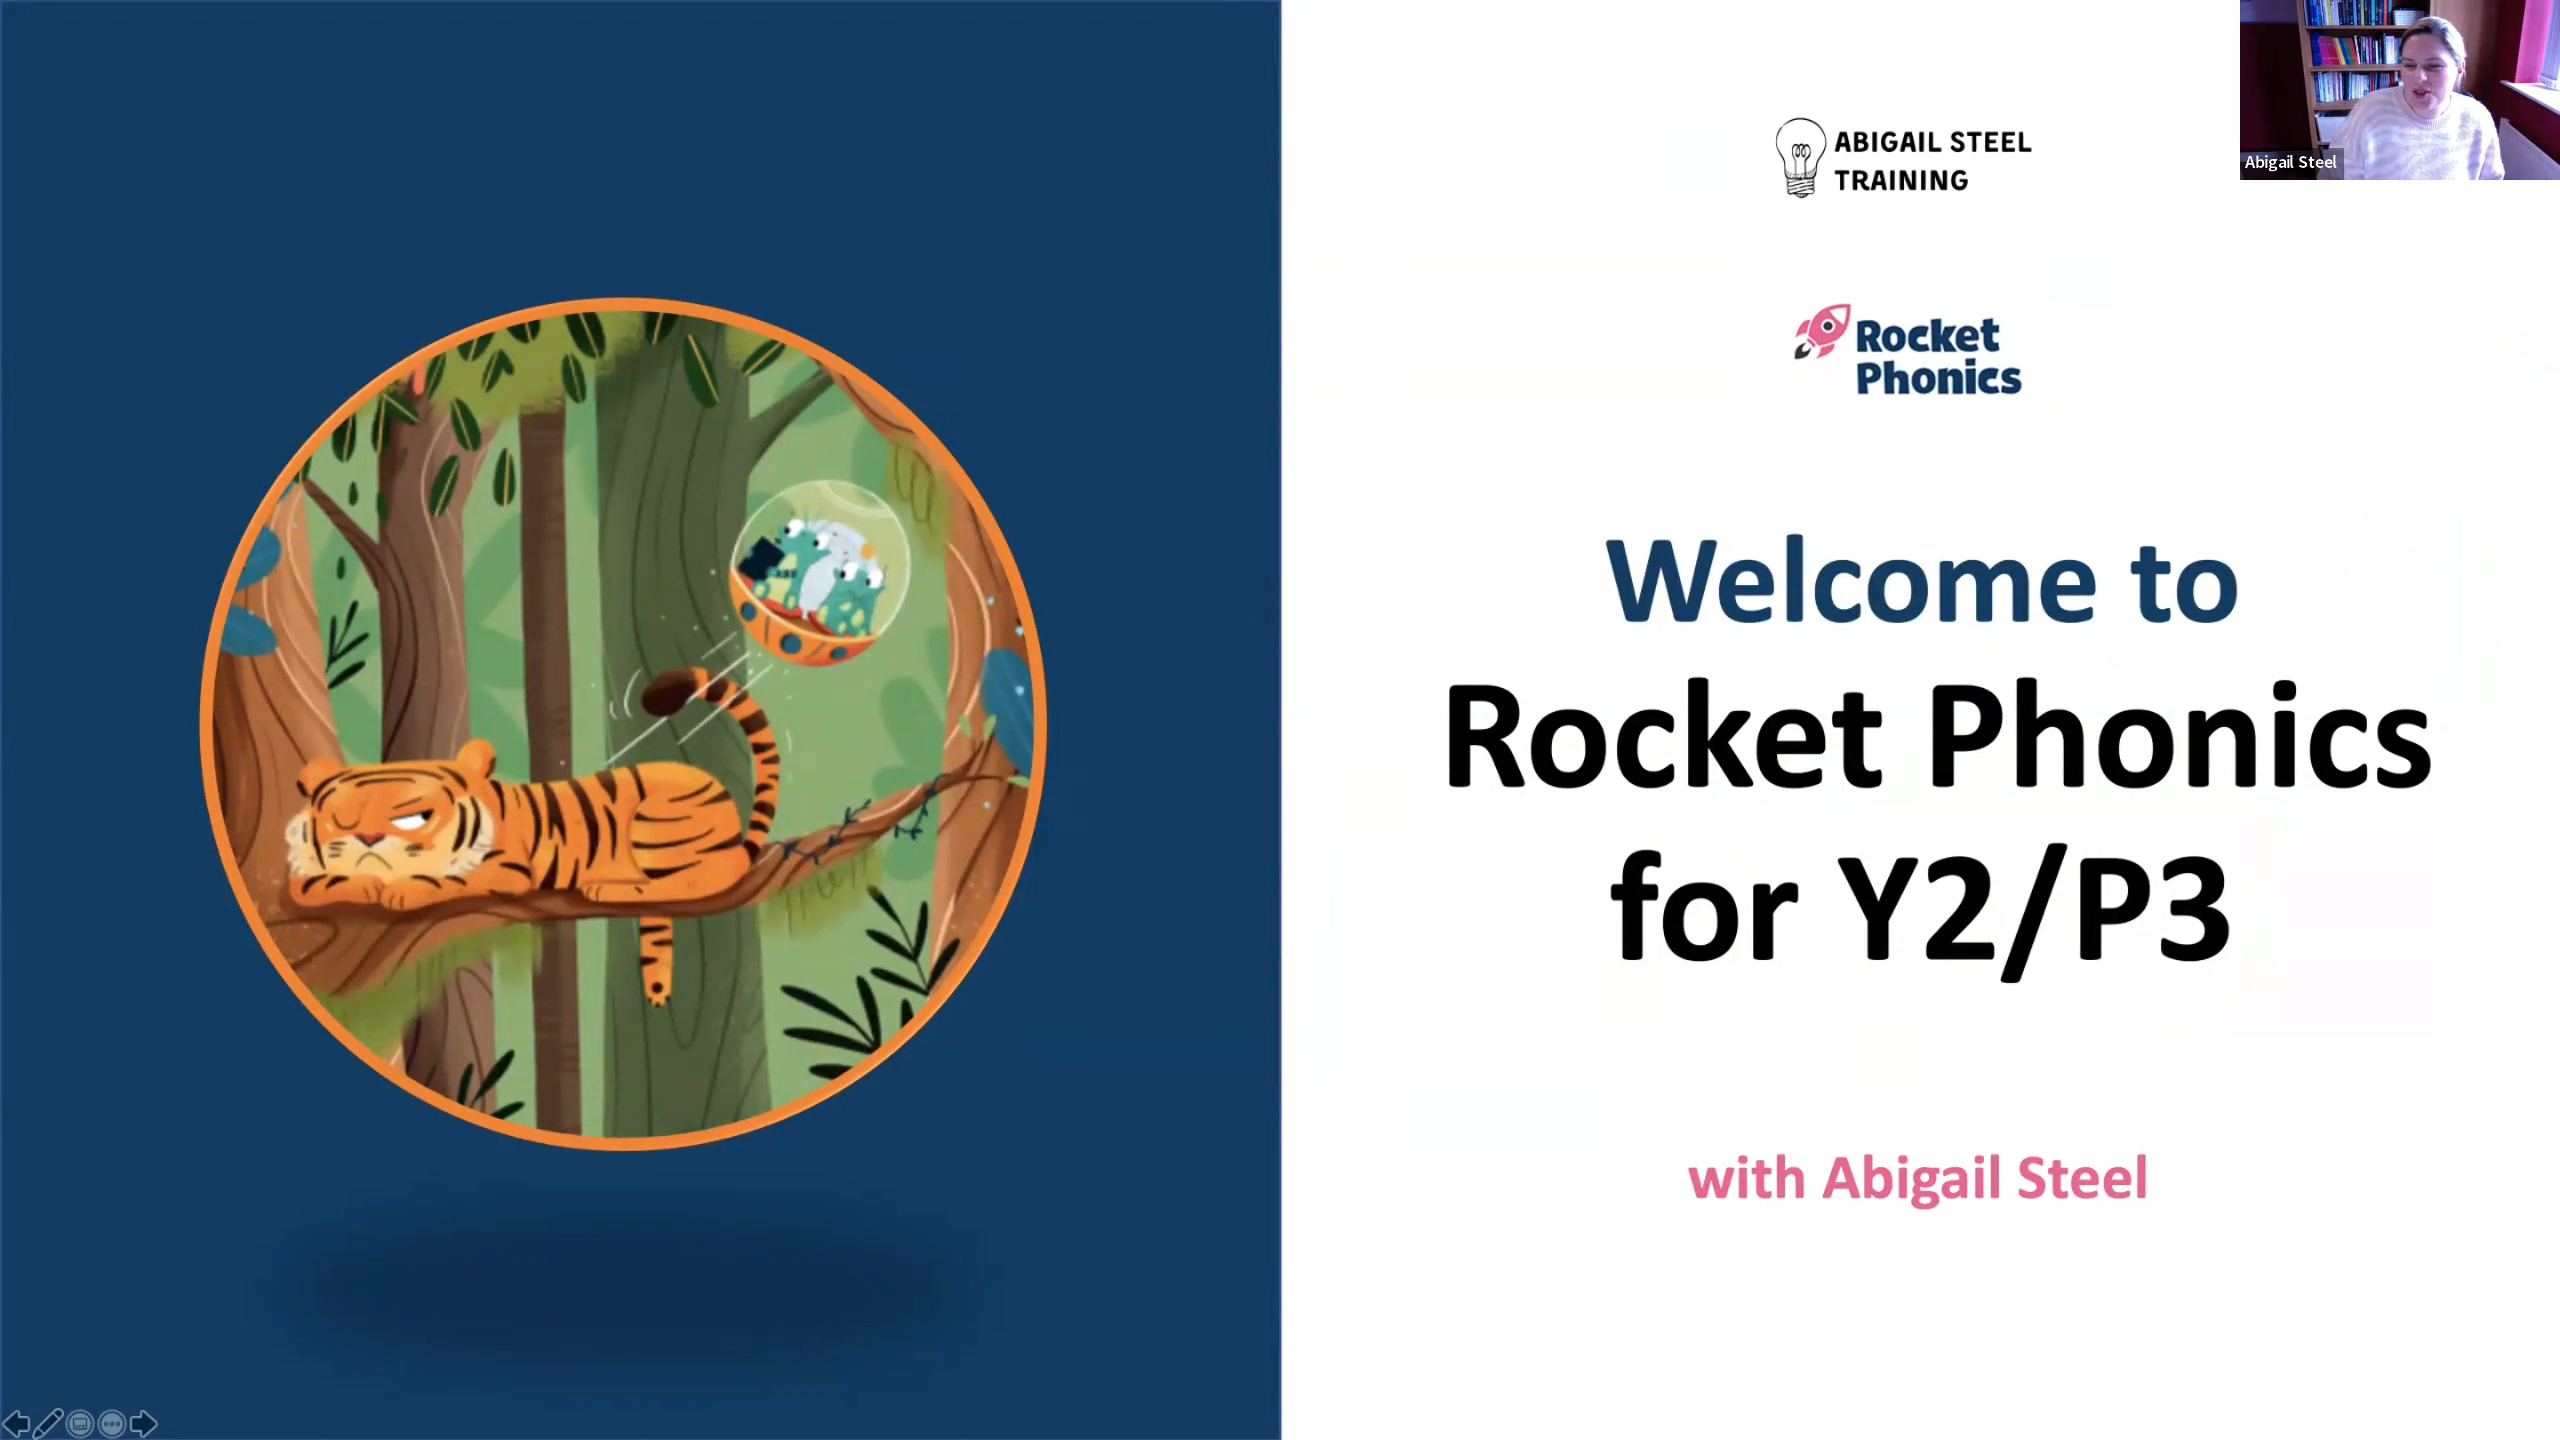 ABIGAIL STEEL
TRAINING
Abigail Steel
Rocket
Phonics
Welcome to
Rocket Phonics
for Y2/P3
with Abigail Steel